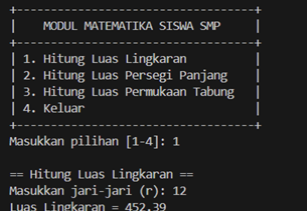 MODUL MATEMATIKA SISWA SMP
1. Hitung Luas Lingkaran
2. Hitung Luas Persegi Panjang
3. Hitung Luas Permukaan Tabung
4. Keluar
Masukkan pilihan [1-4]: 1
== Hitung Luas Lingkaran ==
Masukkan jari-jari (r): 12
Luas Lingkaran = 452.39